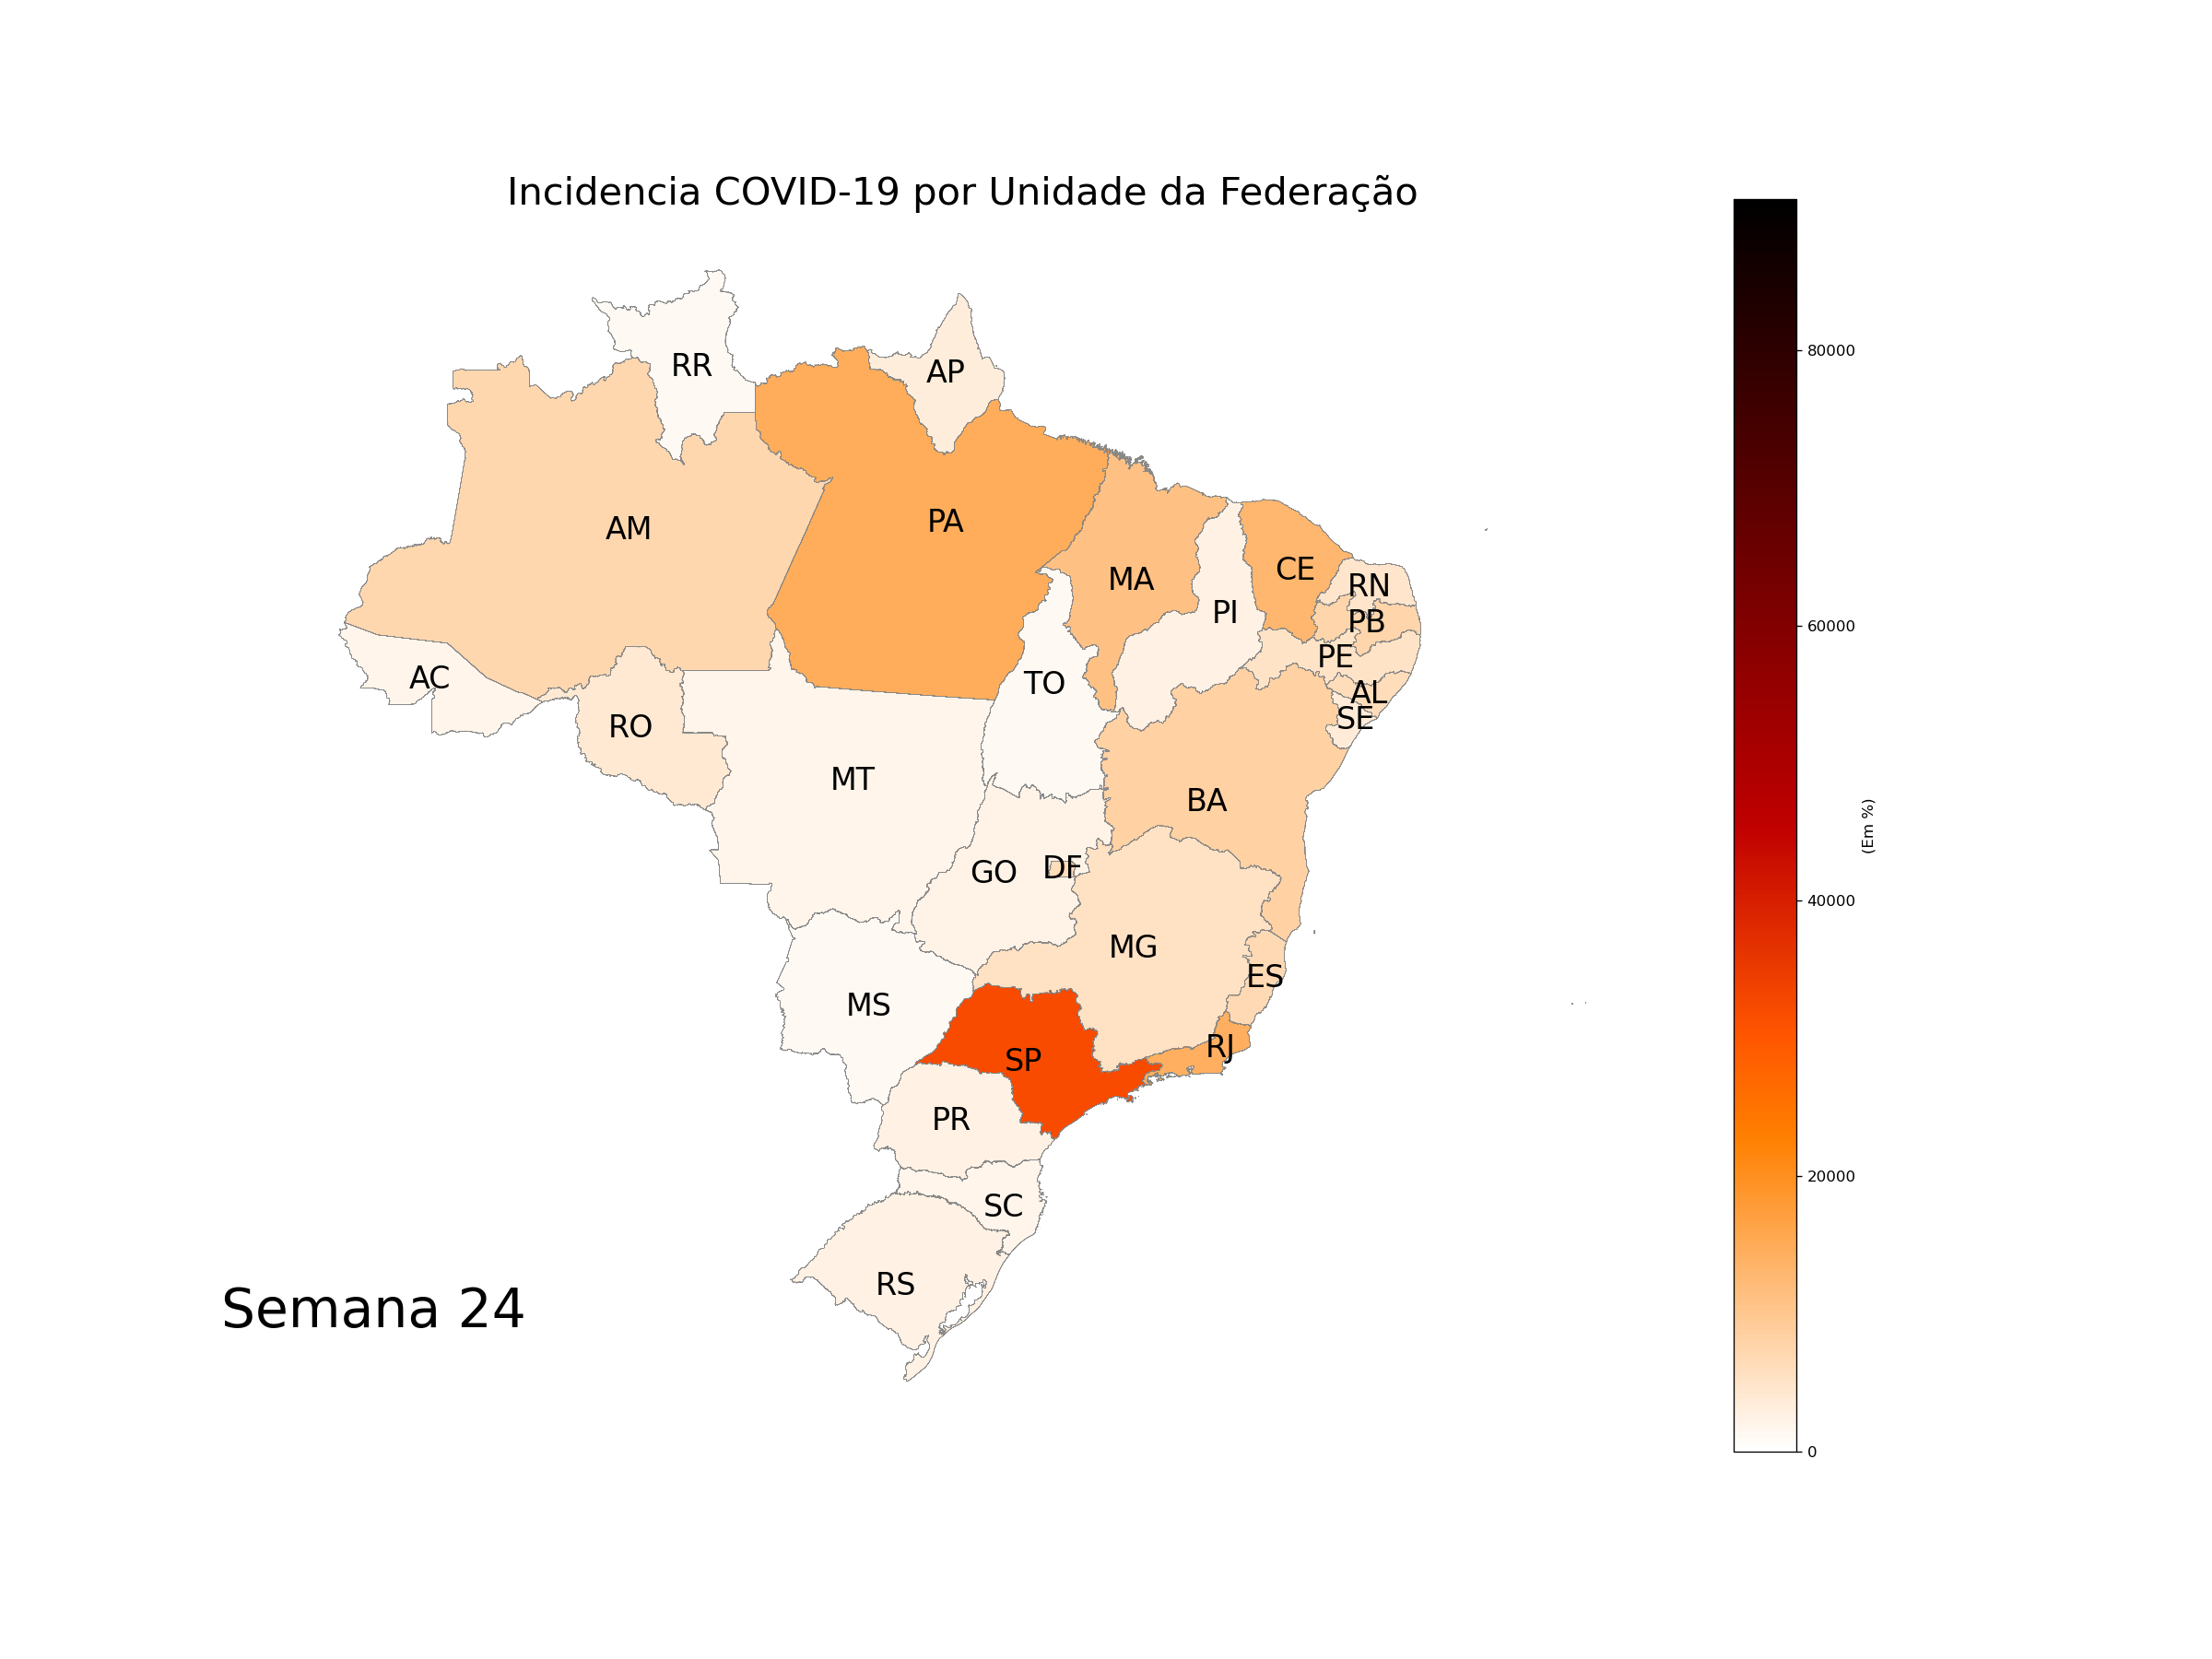 Incidencia COVID-19 por Unidade da Federação
RR
AP
AM
PA
MA
CE
RN
PI
PB
PE
AC
TO
AL
SE
RO
MT
BA
GO
DF
MG
ES
MS
RJ
SP
PR
SC
RS
Semana 24
80000
60000
(Em %)
40000
20000
0